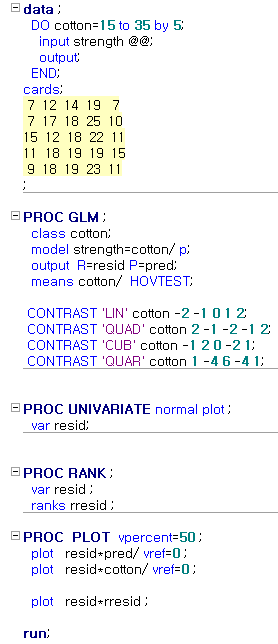 data ;
DO cotton=15 to 35 by 5;
input strength @@;
output;
END;
cards;
7 12 14 19 7
7 17 18 25 10
15 12 18 22 11
11 18 19 19 15
9 18 19 23 11
;
PROC GLM ;
class cotton;
model strength=cotton/ p;
output R=resid P=pred;
means cotton/ HOVTEST;
CONTRAST 'LIN' cotton -2 -1 0 1 2;
CONTRAST 'QUAD' cotton 2 -1 -2 -1 2;
CONTRAST 'CUB' cotton -1 2 0 -2 1;
CONTRAST 'QUAR' cotton 1 -4 6 -4 1;
PROC UNIVARIATE normal plot ;
var resid;
PROC RANK ;
var resid ;
ranks rresid ;
PROC PLOT vpercent=50 ;
plot resid*pred/ vref=0 ;
plot resid*cotton/ vref=0 ;
plot resid*rresid ;
run;